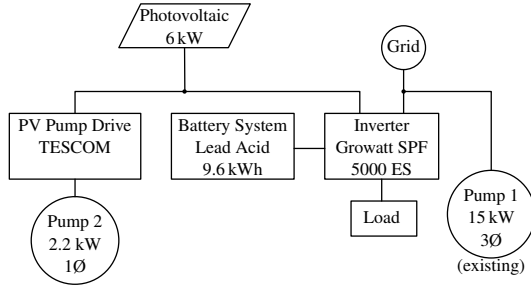 Photovoltaic
6 kW
Grid
PV Pump Drive
TESCOM
Battery System
Lead Acid
9.6 kWh
Inverter
Growatt SPF
5000 ES
Load
Pump 1
15 kW
3Ø
(existing)
Pump 2
2.2 kW
1Ø